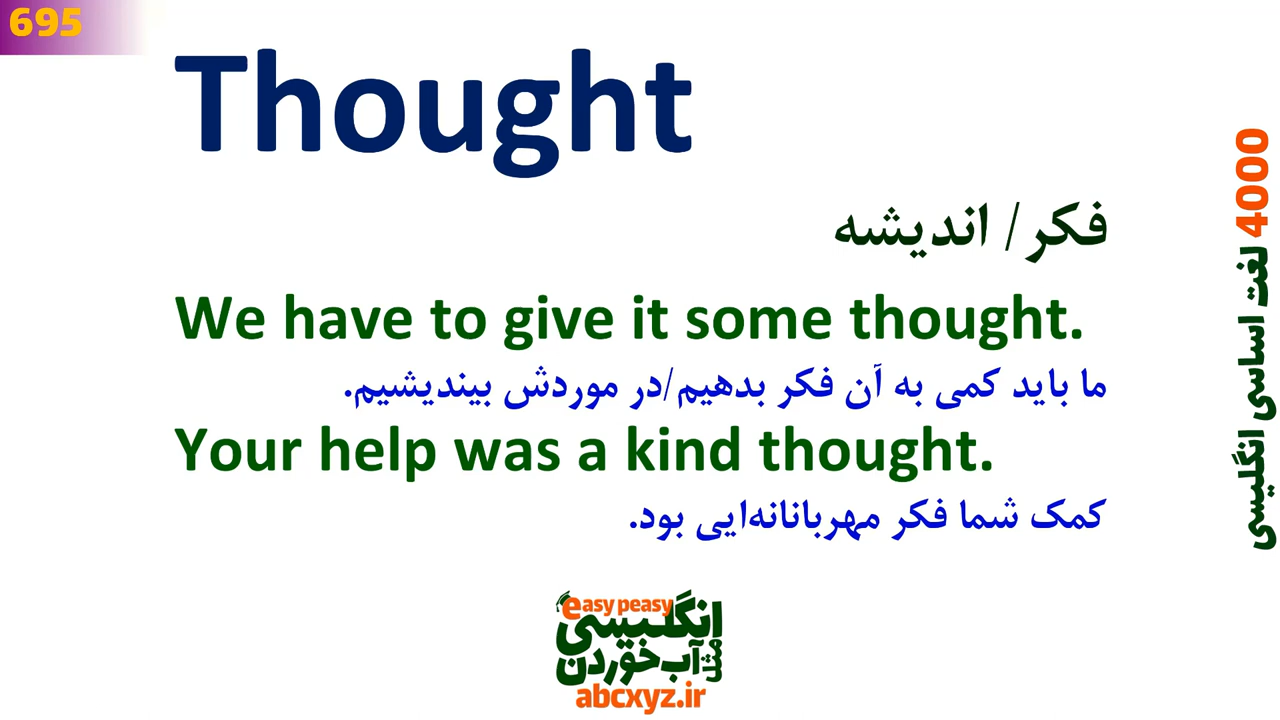 695
Thought
فکر/ اندیشه
We have to give it some thought.
ما باید کمی به آن فکر بدهیم/در موردش بیندیشیم.
Your help was a kind thought.
کمک شما فکر مهربانانه‌ایی بود.
4000 لغت اساسی انگلیسی
easy peasy
انگلیسی
مثل آب خوردن
abcxyz.ir